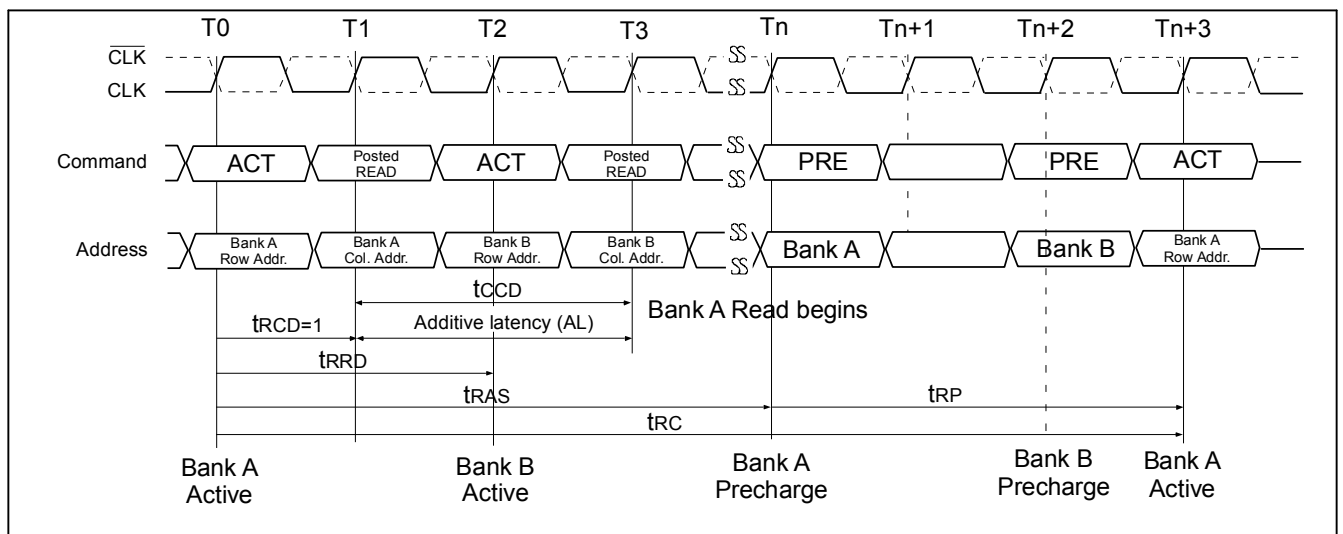 T0 T1 T2 T3 Tn Tn+1 Tn+2 Tn+3
CLK
CLK
Command
ACT
Posted
READ
ACT
Posted
READ
PRE
PRE
ACT
Address
Bank A
Row Addr.
Bank A
Col. Addr.
Bank B
Row Addr.
Bank B
Col. Addr.
Bank A
Bank B
Bank A
Row Addr.
tCCD
Bank A Read begins
tRCD=1
Additive latency (AL)
tRRD
tRAS
tRP
tRC
Bank A
Active
Bank B
Active
Bank A
Precharge
Bank B
Precharge
Bank A
Active